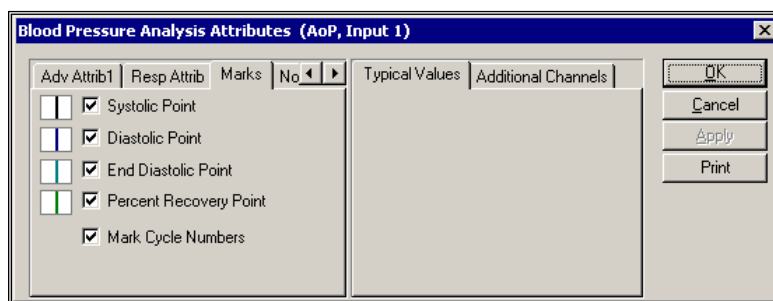 Blood Pressure Analysis Attributes (AoP, Input 1)
Adv Attrib1 Resp Attrib Marks No
Systolic Point
Diastolic Point
End Diastolic Point
Percent Recovery Point
Mark Cycle Numbers
Typical Values Additional Channels
OK
Cancel
Apply
Print